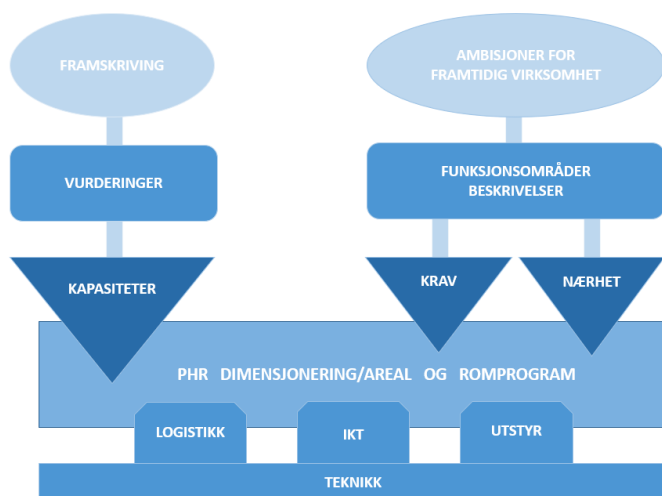 FRAMSKRIVING
AMBISJONER FOR
FRAMTIDIG VIRKSOMHET
VURDERINGER
FUNKSJONSOMRÅDER
BESKRIVELSER
KAPASITETER
KRAV
NÆRHET
PHR DIMENSJONERING/AREAL OG ROMPROGRAM
LOGISTIKK
IKT
UTSTYR
TEKNIKK